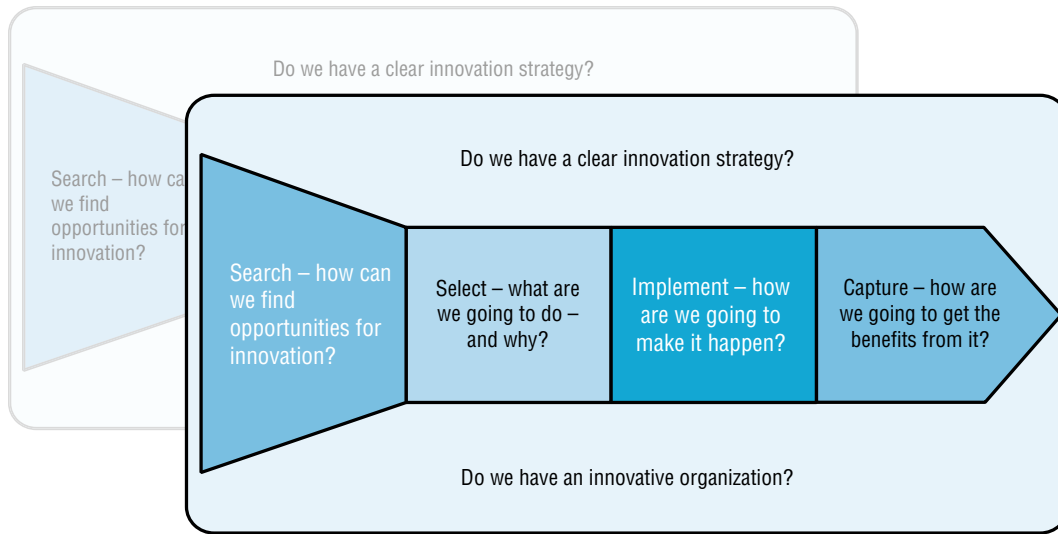 Do we have a clear innovation strategy?
Search – how ca
we find
opportunities for
innovation?
Do we have a clear innovation strategy?
Search – how can
we find
opportunities for
innovation?
Select – what are
we going to do –
and why?
Implement – how
are we going to
make it happen?
Capture – how are
we going to get the
benefits from it?
Do we have an innovative organization?